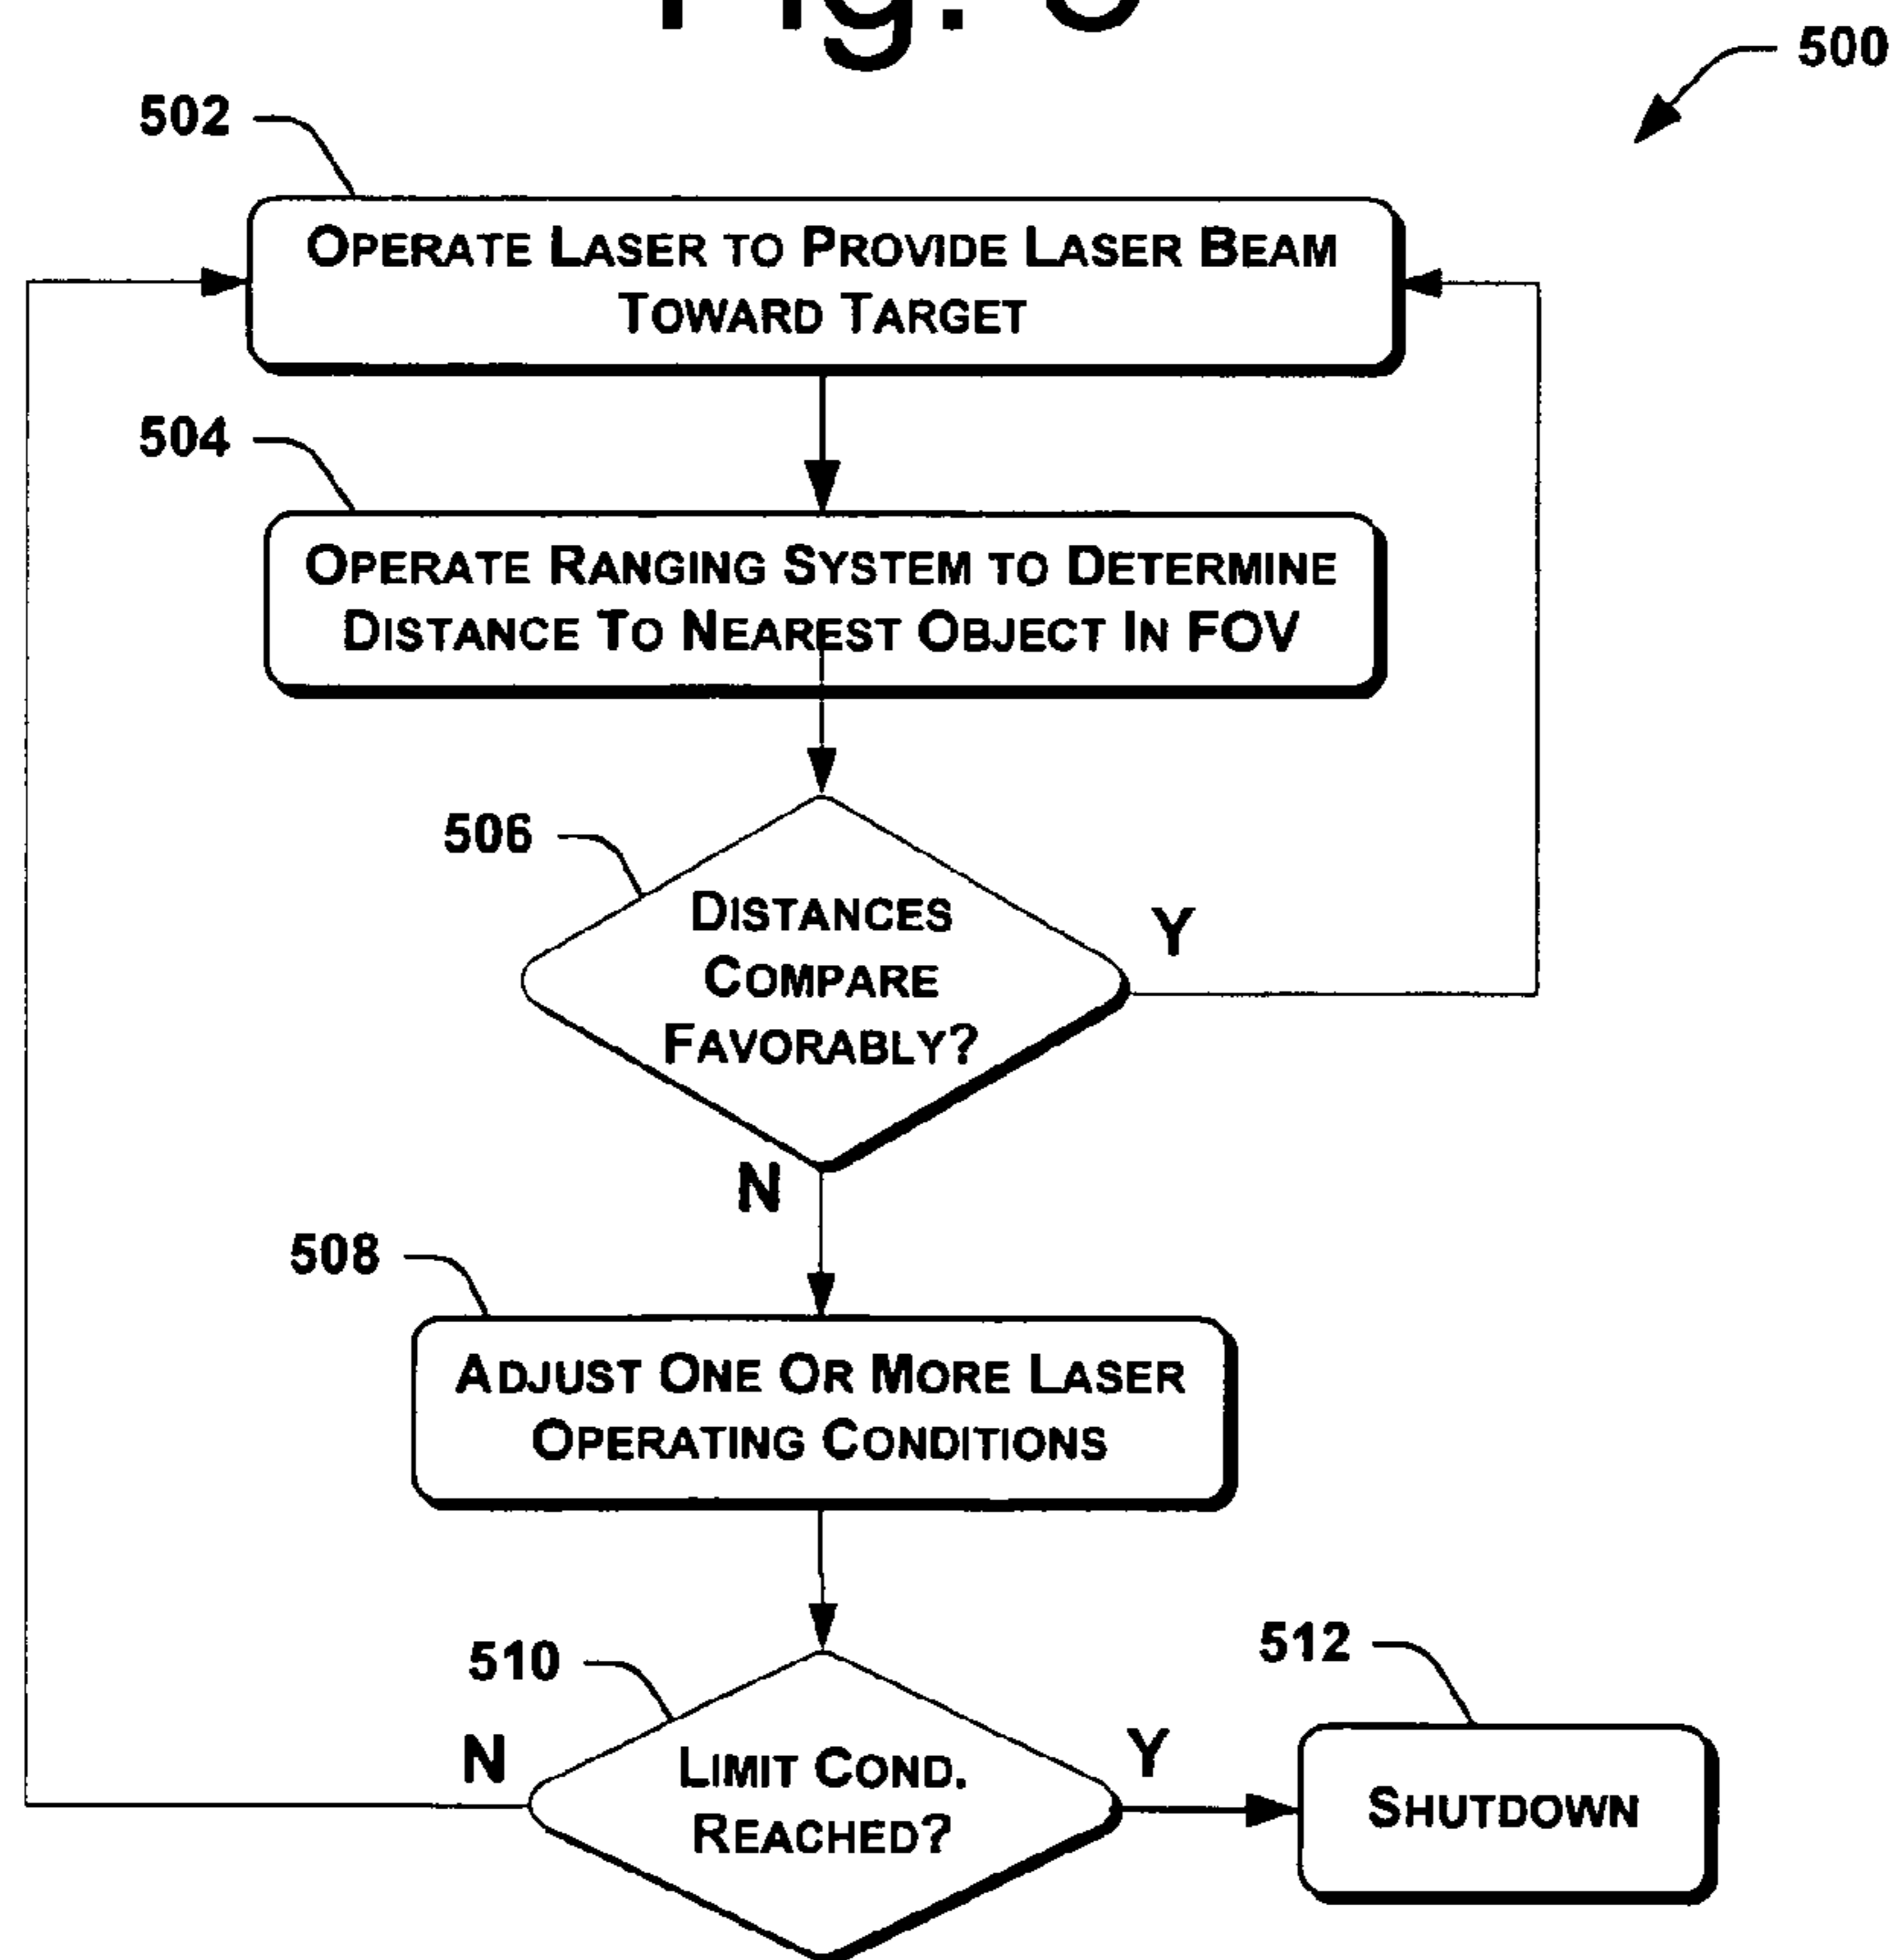 500
502
OPERATE LASER TO PROVIDE LASER BEAM
TOWARD TARGET
504
OPERATE RANGING SYSTEM TO DETERMINE
DISTANCE TO NEAREST OBJECT IN FOV
506
DISTANCES
COMPARE
FAVORABLY?
Y
N
508
ADJUST ONE OR MORE LASER
OPERATING CONDITIONS
510
512
N
LIMIT COND.
REACHED?
Y
SHUTDOWN